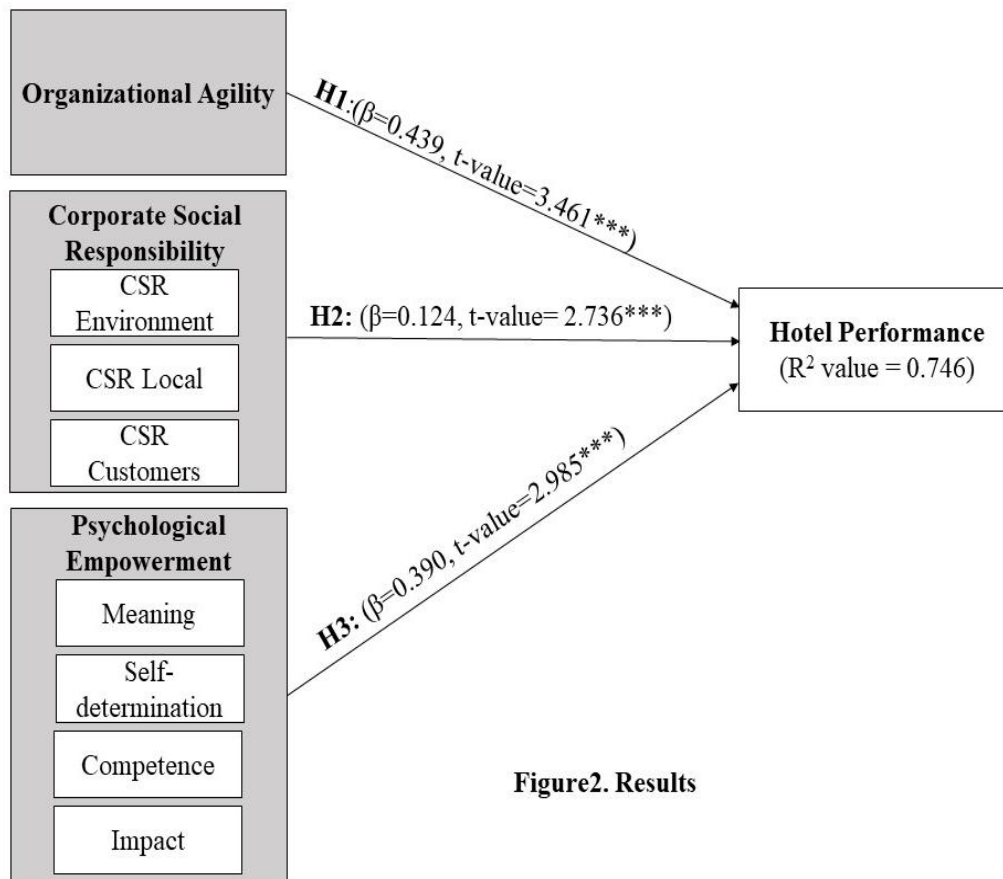 Organizational Agility
Corporate Social
Responsibility
CSR
Environment
CSR Local
CSR
Customers
Psychological
Empowerment
Meaning
Self-
determination
Competence
Impact
H1:(β=0.439, t-value=3.461***)
H2: (β=0.124, t-value= 2.736***)
H3: (β=0.390, t-value=2.985***)
Hotel Performance
(R² value = 0.746)
Figure2. Results